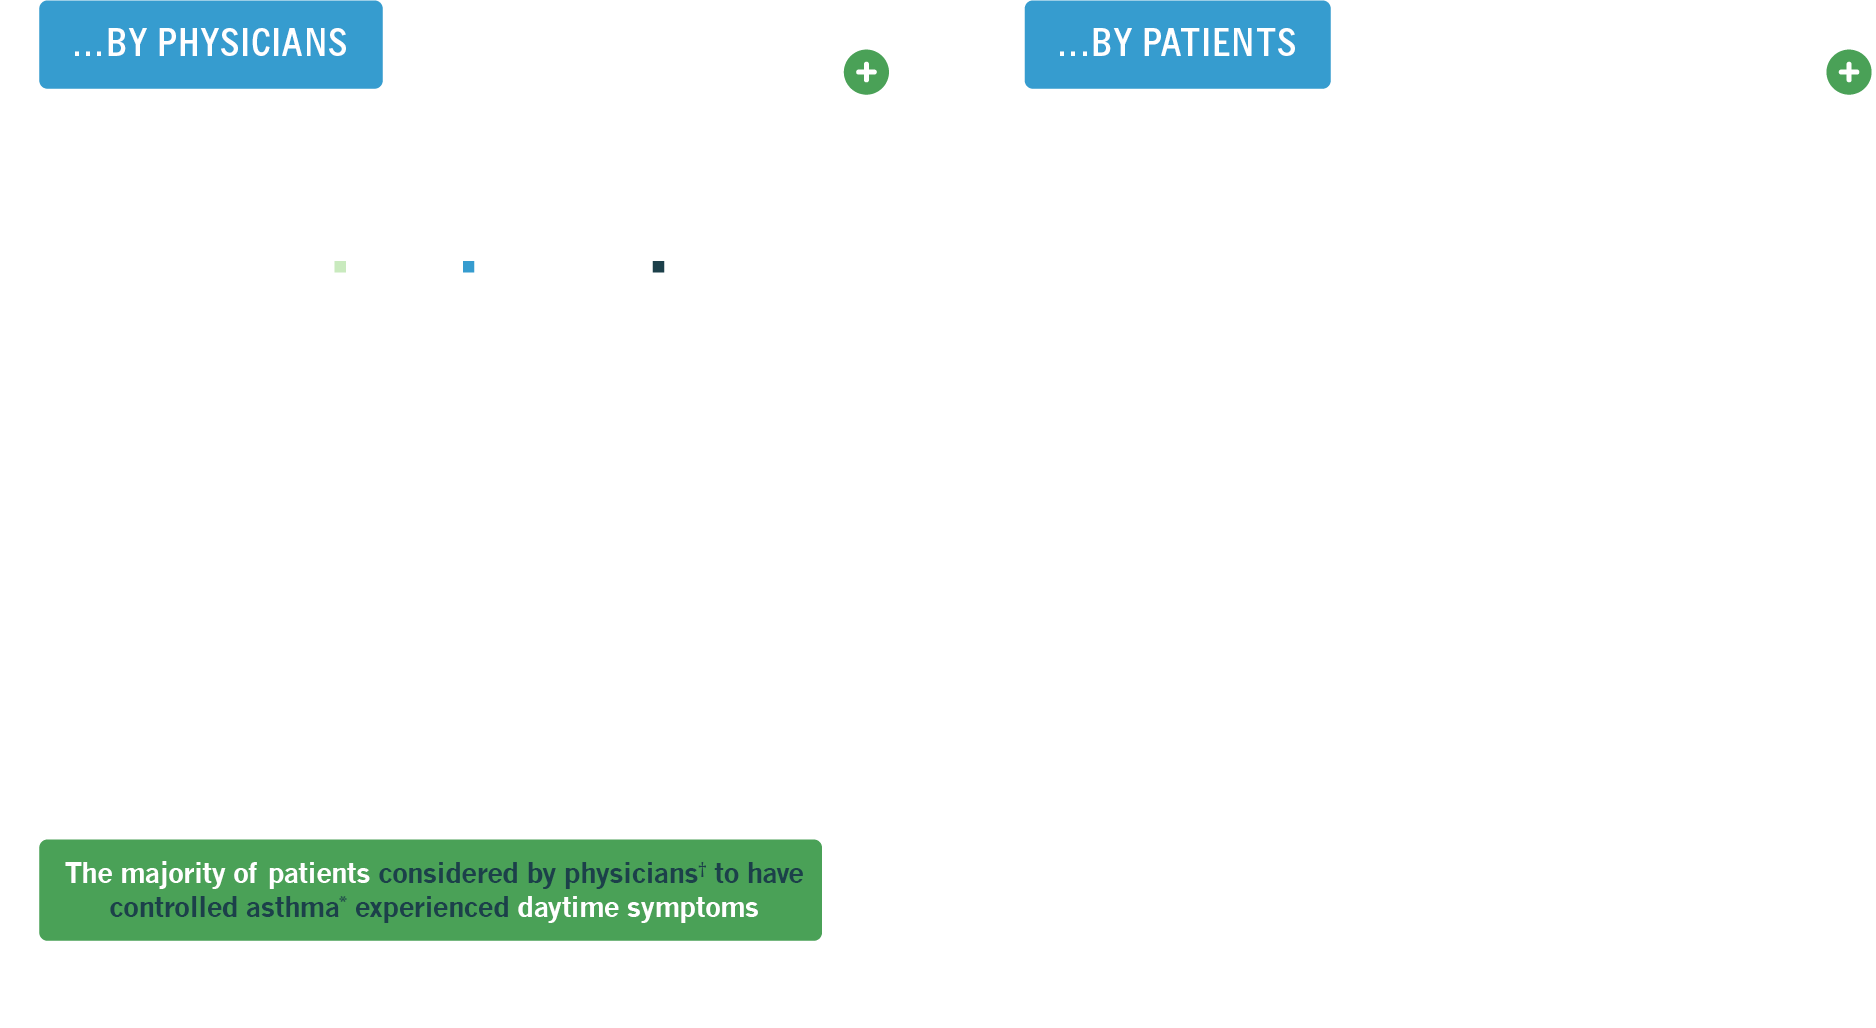 ...BY PHYSICIANS
...BY PATIENTS
The majority of patients considered by physicians† to have
controlled asthma* experienced daytime symptoms